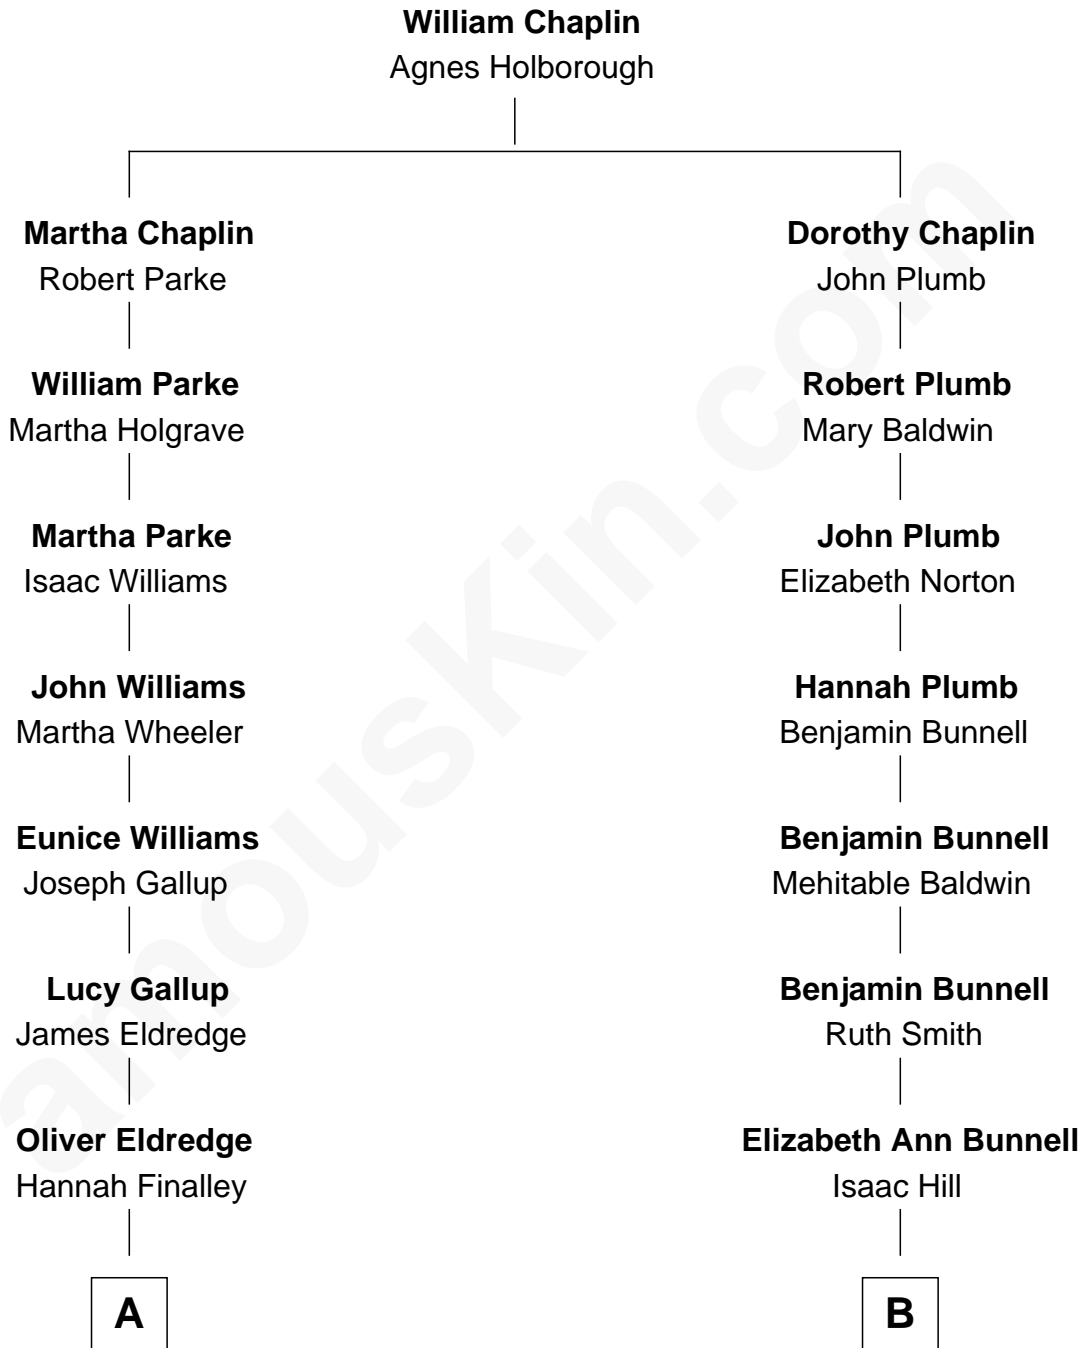 William Chaplin
Agnes Holborough
Martha Chaplin
Robert Parke
William Parke
Martha Holgrave
Martha Parke
Isaac Williams
John Williams
Martha Wheeler
Eunice Williams
Joseph Gallup
Lucy Gallup
James Eldredge
Oliver Eldredge
Hannah Finalley
A
Dorothy Chaplin
John Plumb
Robert Plumb
Mary Baldwin
John Plumb
Elizabeth Norton
Hannah Plumb
Benjamin Bunnell
Benjamin Bunnell
Mehitable Baldwin
Benjamin Bunnell
Ruth Smith
Elizabeth Ann Bunnell
Isaac Hill
B
amousKin.com